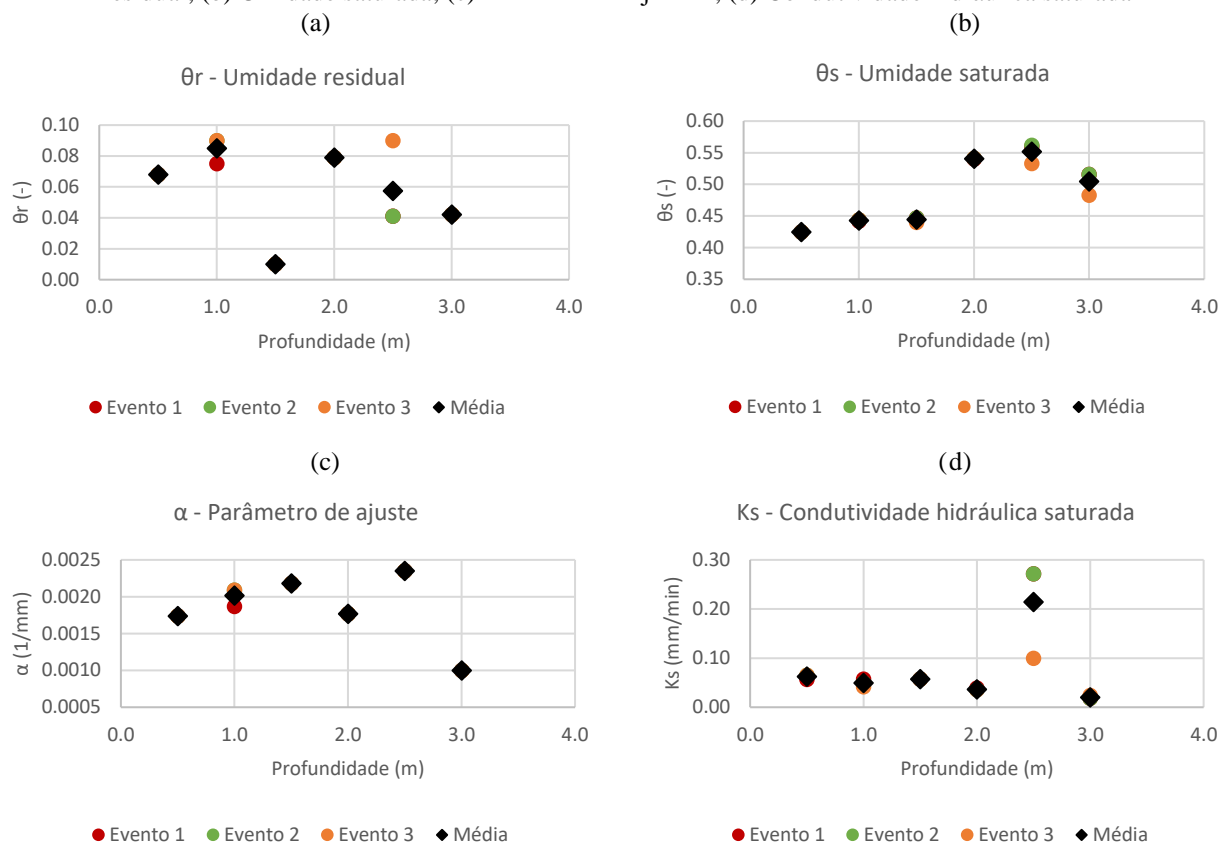 (a)
(b)
θr - Umidade residual
0.10
0.08
0.06
0.04
0.02
0.00
θr (-)
0.0 1.0 2.0 3.0 4.0
Profundidade (m)
Evento 1 Evento 2 Evento 3 Média
θs - Umidade saturada
0.60
0.55
0.50
0.45
0.40
0.35
θs (-)
0.0 1.0 2.0 3.0 4.0
Profundidade (m)
Evento 1 Evento 2 Evento 3 Média
(c)
(d)
α - Parâmetro de ajuste
0.0025
0.0020
0.0015
0.0010
0.0005
α (1/mm)
0.0 1.0 2.0 3.0 4.0
Profundidade (m)
Evento 1 Evento 2 Evento 3 Média
Ks - Condutividade hidráulica saturada
0.30
0.20
0.10
0.00
Ks (mm/min)
0.0 1.0 2.0 3.0 4.0
Profundidade (m)
Evento 1 Evento 2 Evento 3 Média